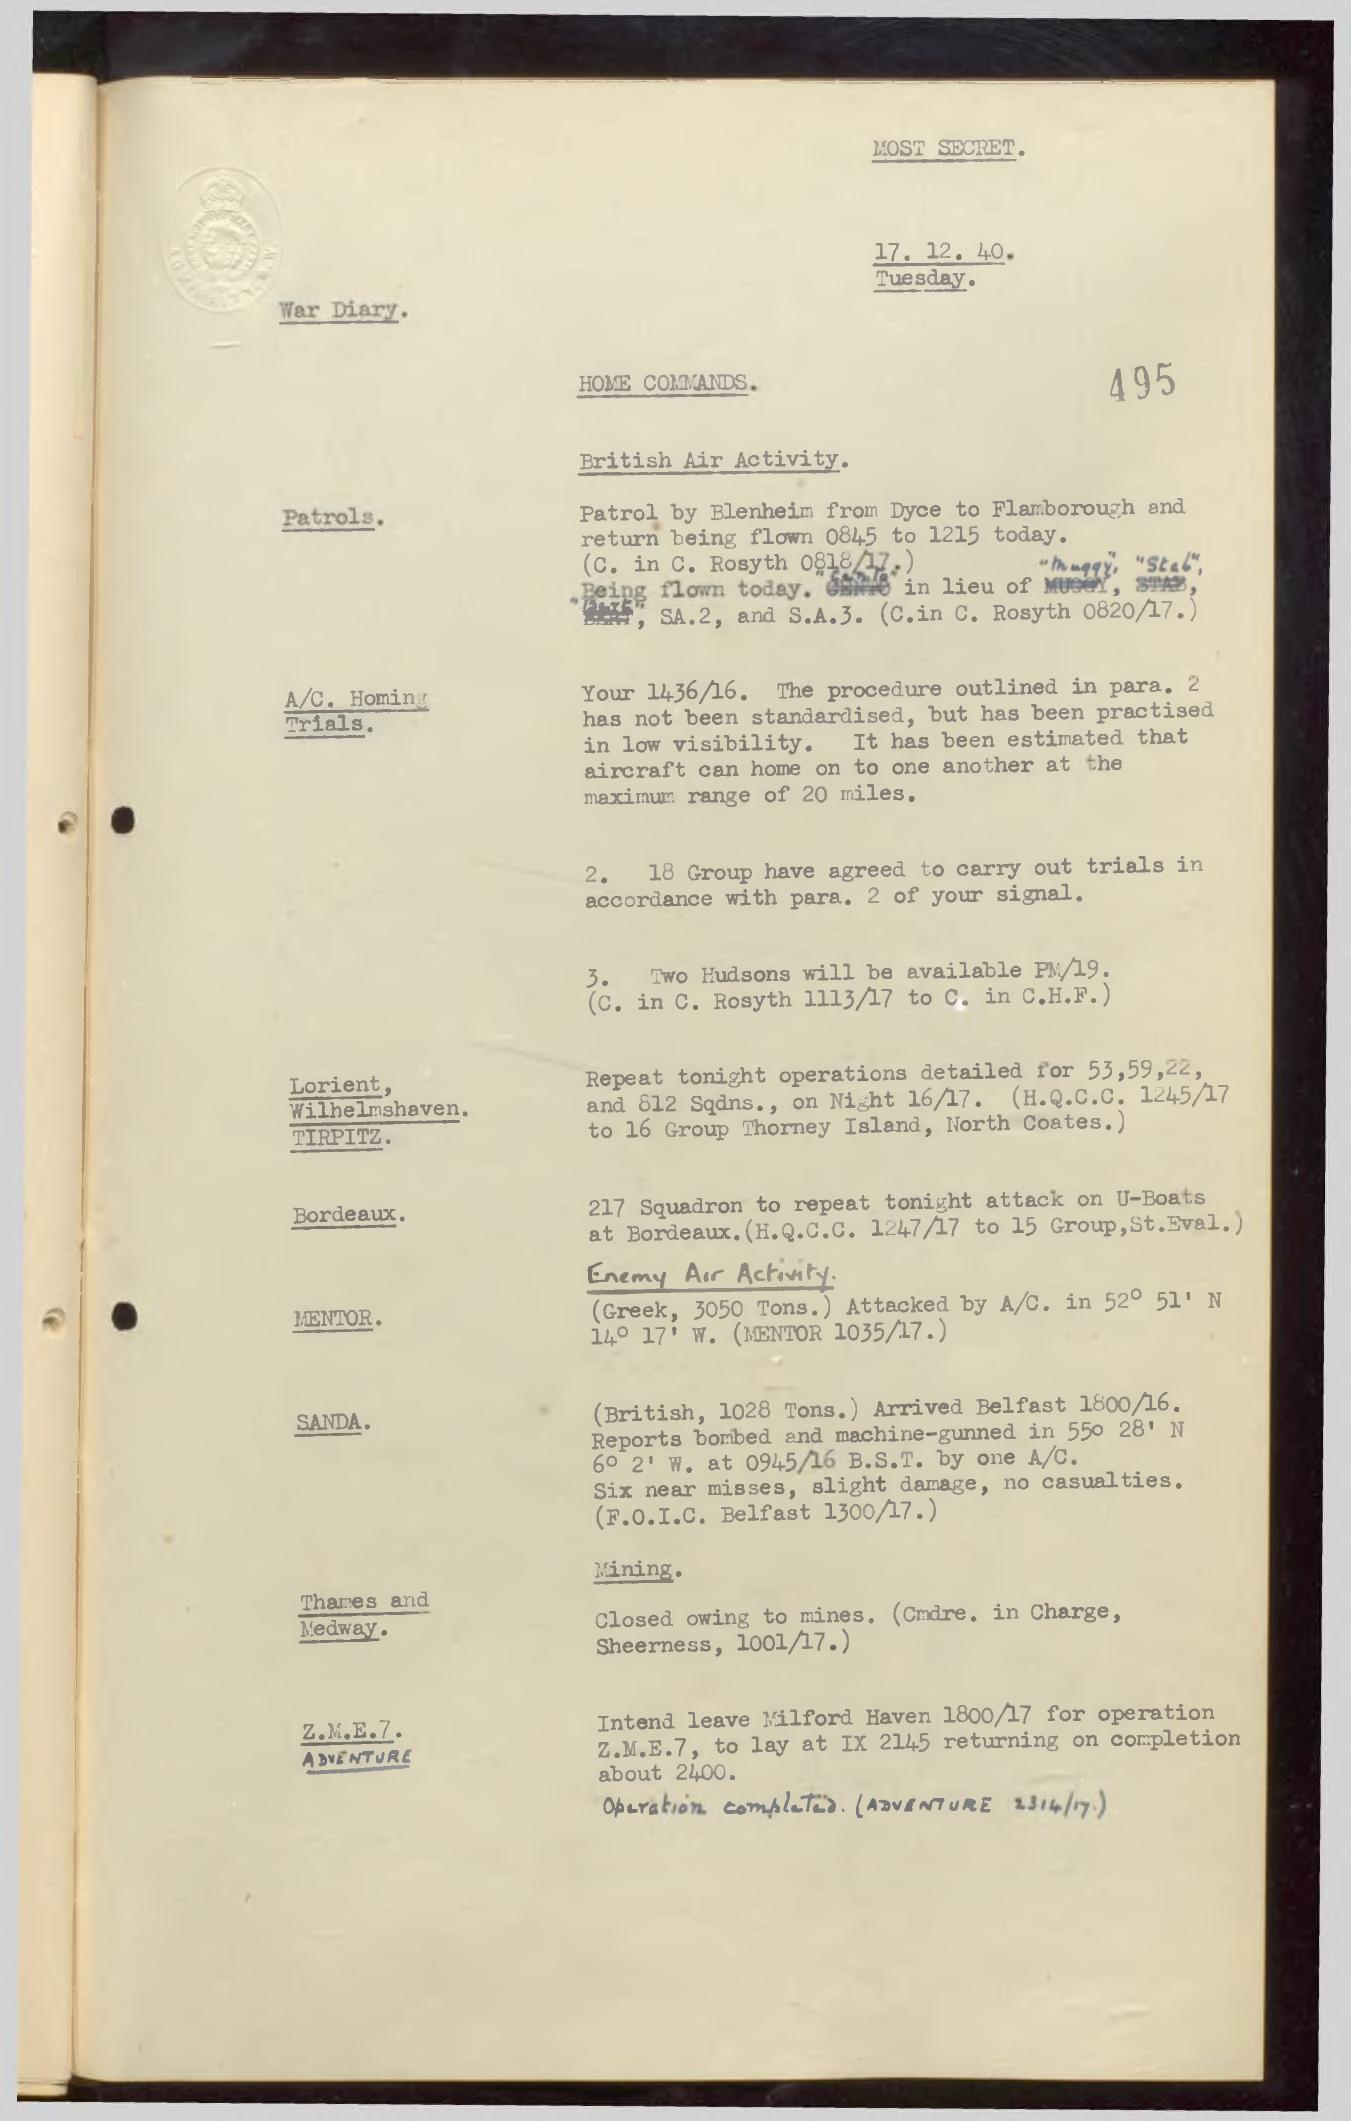 MOST SECRET.
17. 12. 40.
Tuesday.
War Diary.
HOME COMMANDS.
495
British Air Activity.
Patrols.
Patrol by Blenheim from Dyce to Flamborough and
return being flown 0845 to 1215 today.
(C. in C. Rosyth 0818/17.)
"Cento" "Muggy", "Stab",
Being flown today. CENTO in lieu of MUGGY, STAB,
", SA.2, and S.A.3. (C.in C. Rosyth 0820/17.)
A/C. Homing
Trials.
Your 1436/16. The procedure outlined in para. 2
has not been standardised, but has been practised
in low visibility. It has been estimated that
aircraft can home on to one another at the
maximum range of 20 miles.
2. 18 Group have agreed to carry out trials in
accordance with para. 2 of your signal.
3. Two Hudsons will be available PM/19.
(C. in C. Rosyth 1113/17 to C. in C.H.F.)
Lorient,
Wilhelmshaven.
TIRPITZ.
Repeat tonight operations detailed for 53,59,22,
and 812 Sqdns., on Night 16/17. (H.Q.C.C. 1245/17
to 16 Group Thorney Island, North Coates.)
Bordeaux.
217 Squadron to repeat tonight attack on U-Boats
at Bordeaux.(H.Q.C.C. 1247/17 to 15 Group,St.Eval.)
Enemy Air Activity.
MENTOR.
(Greek, 3050 Tons.) Attacked by A/C. in 52° 51' N
14° 17' W. (MENTOR 1035/17.)
SANDA.
(British, 1028 Tons.) Arrived Belfast 1800/16.
Reports bombed and machine-gunned in 55o 28' N
6° 2' W. at 0945/16 B.S.T. by one A/C.
Six near misses, slight damage, no casualties.
(F.O.I.C. Belfast 1300/17.)
Mining.
Thames and
Medway.
Closed owing to mines. (Cmdre. in Charge,
Sheerness, 1001/17.)
Z.M.E.7.
ADVENTURE
Intend leave Milford Haven 1800/17 for operation
Z.M.E.7, to lay at IX 2145 returning on completion
about 2400.
Operation completed. (ADVENTURE 2314/17.)